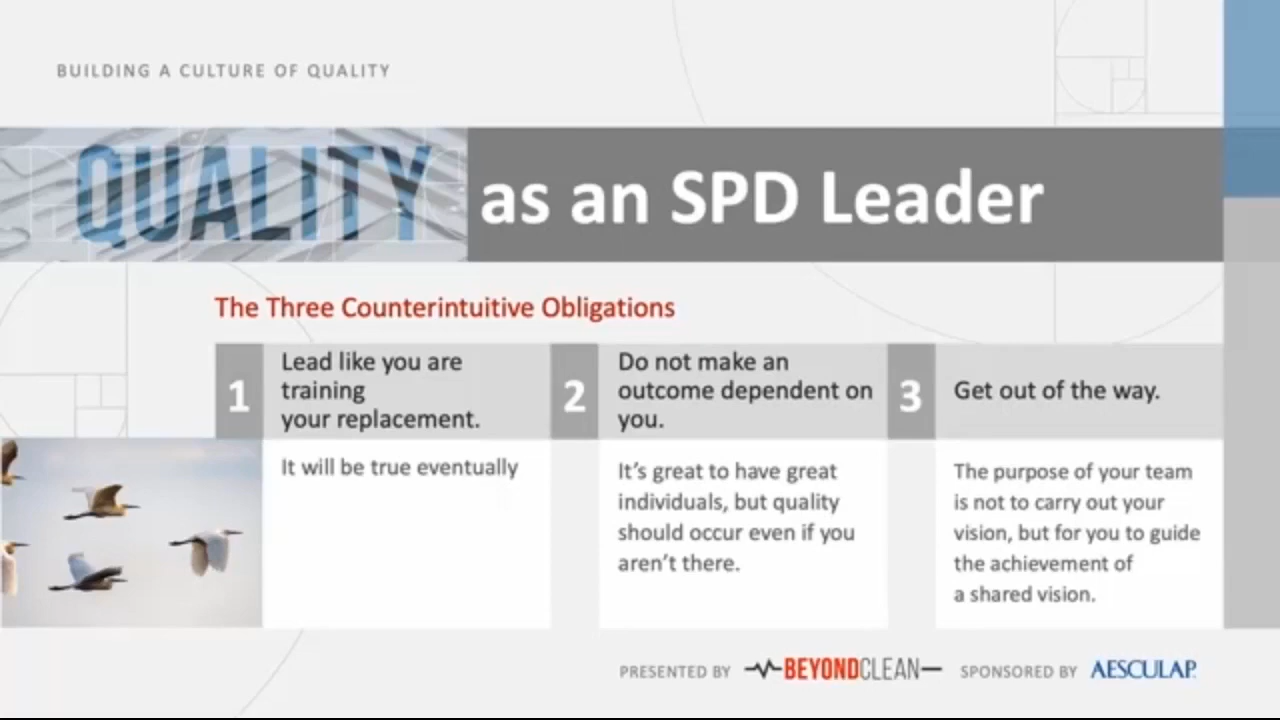 BUILDING A CULTURE OF QUALITY
QUALITY as an SPD Leader
The Three Counterintuitive Obligations
1
Lead like you are
training
your replacement.
It will be true eventually
2
Do not make an
outcome dependent on
you.
It's great to have great
individuals, but quality
should occur even if you
aren't there.
3
Get out of the way.
The purpose of your team
is not to carry out your
vision, but for you to guide
the achievement of
a shared vision.
PRESENTED BY BEYONDCLEAN SPONSORED BY AESCULAP